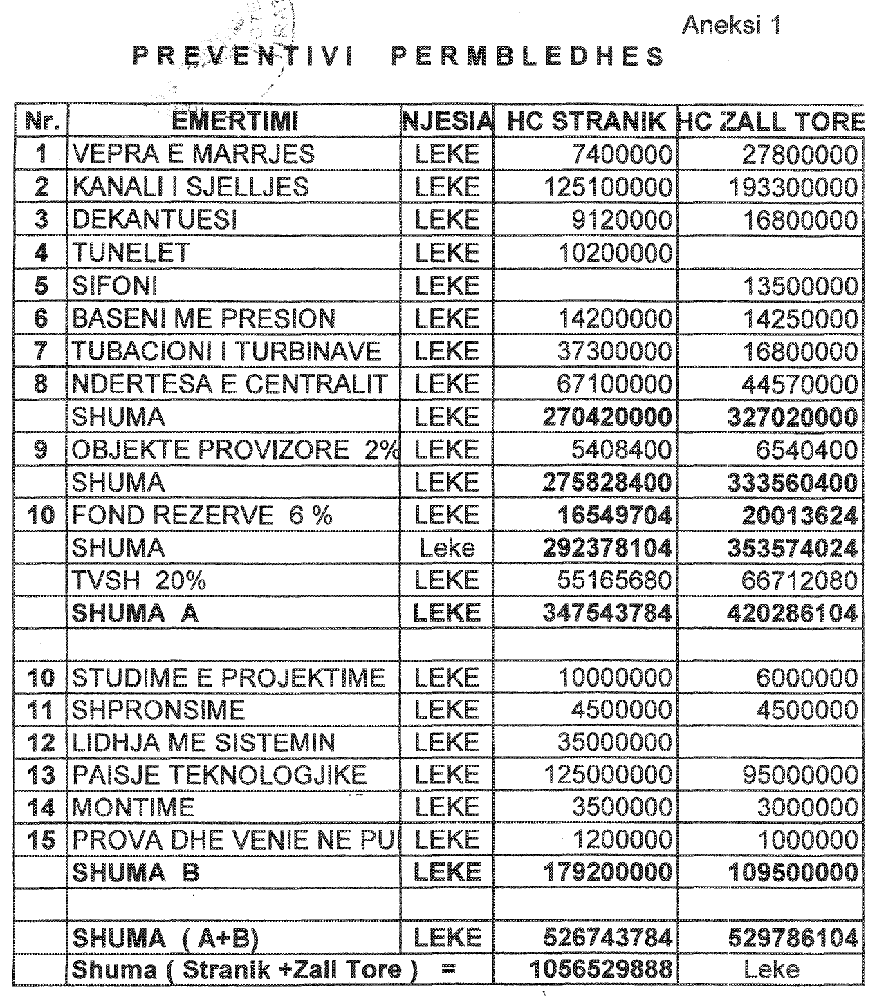 Aneksi 1
PREVENTIVI PERMBLEDHES
Nr. EMERTIMI NJESIA HC STRANIK HC ZALL TORE
1 VEPRA E MARRJES LEKE 7400000 27800000
2 KANALI I SJELLJES LEKE 125100000 193300000
3 DEKANTUESI LEKE 9120000 16800000
4 TUNELET LEKE 10200000
5 SIFONI LEKE 13500000
6 BASENI ME PRESION LEKE 14200000 14250000
7 TUBACIONI I TURBINAVE LEKE 37300000 16800000
8 NDERTESA E CENTRALIT LEKE 67100000 44570000
SHUMA LEKE 270420000 327020000
9 OBJEKTE PROVIZORE 2% LEKE 5408400 6540400
SHUMA LEKE 275828400 333560400
10 FOND REZERVE 6 % LEKE 16549704 20013624
SHUMA Leke 292378104 353574024
TVSH 20% LEKE 55165680 66712080
SHUMA A LEKE 347543784 420286104
10 STUDIME E PROJEKTIME LEKE 10000000 6000000
11 SHPRONSIME LEKE 4500000 4500000
12 LIDHJA ME SISTEMIN LEKE 35000000
13 PAISJE TEKNOLOGJIKE LEKE 125000000 95000000
14 MONTIME LEKE 3500000 3000000
15 PROVA DHE VENIE NE PU LEKE 1200000 1000000
SHUMA B LEKE 179200000 109500000
SHUMA ( A+B) LEKE 526743784 529786104
Shuma ( Stranik +Zall Tore ) = 1056529888 Leke